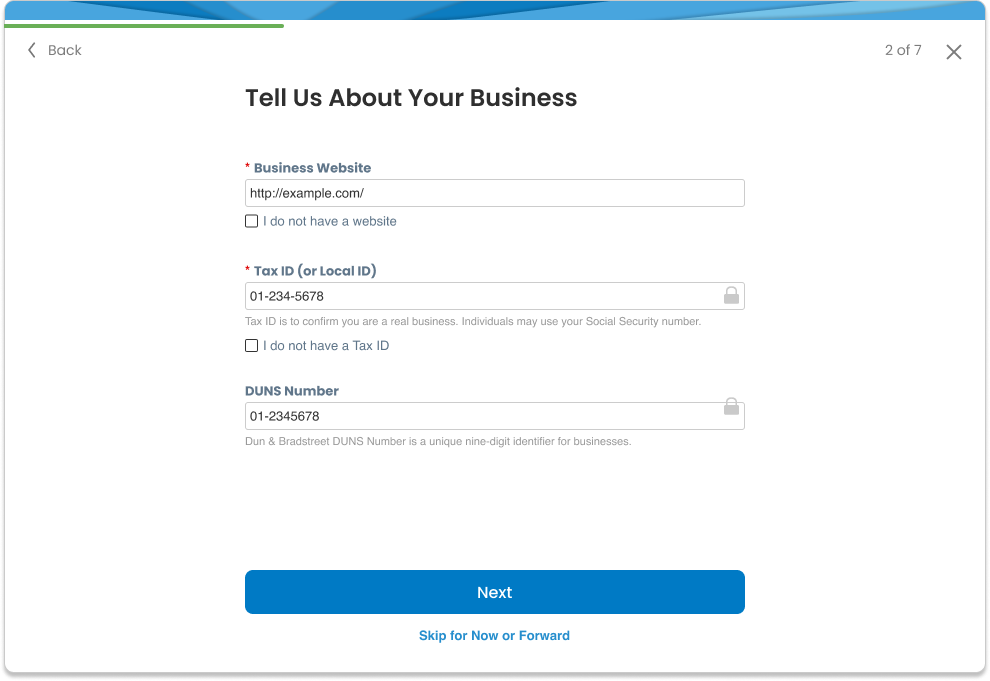 Back
2 of 7
Tell Us About Your Business
* Business Website
http://example.com/
I do not have a website
* Tax ID (or Local ID)
01-234-5678
Tax ID is to confirm you are a real business. Individuals may use your Social Security number.
I do not have a Tax ID
DUNS Number
01-2345678
Dun & Bradstreet DUNS Number is a unique nine-digit identifier for businesses.
Next
Skip for Now or Forward